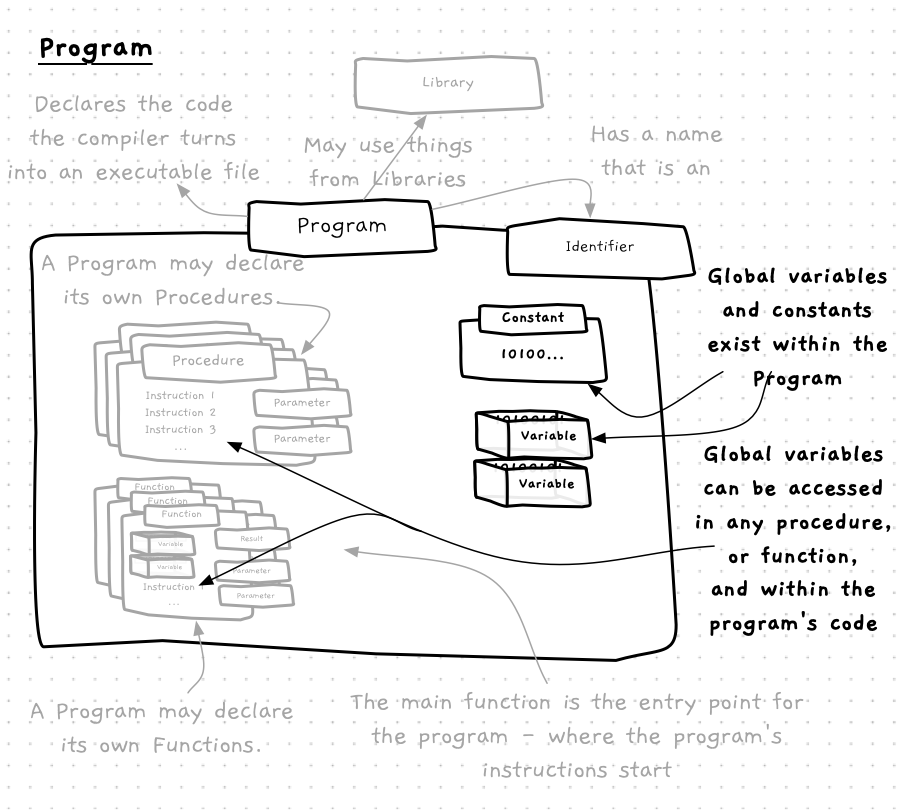 Program
Library
Declares the code
the compiler turns
into an executable file
May use things
from Libraries
Has a name
that is an
Program
Identifier
A Program may declare
its own Procedures.
Procedure
Instruction 1
Instruction 2
Instruction 3
...
Parameter
Parameter
Constant
10100...
Variable
Variable
Global variables
and constants
exist within the
Program
Global variables
can be accessed
in any procedure,
or function,
and within the
program's code
Function
Function
Function
Variable
Variable
Instruction
...
Result
Parameter
Parameter
A Program may declare
its own Functions.
The main function is the entry point for
the program - where the program's
instructions start